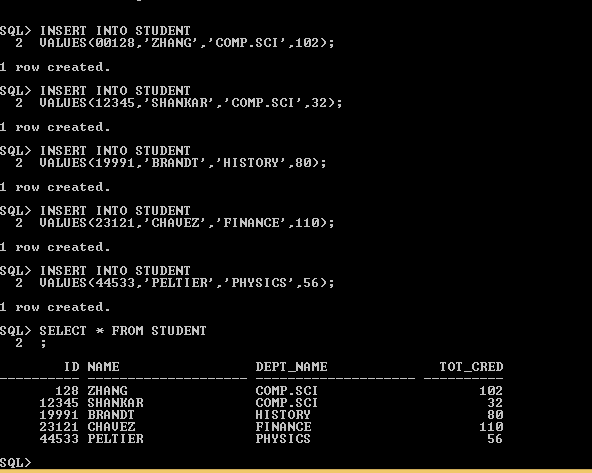 SQL> INSERT INTO STUDENT
2 VALUES(00128,'ZHANG','COMP.SCI',102);
1 row created.
SQL> INSERT INTO STUDENT
2 VALUES(12345,'SHANKAR','COMP.SCI',32);
1 row created.
SQL> INSERT INTO STUDENT
2 VALUES(19991,'BRANDT','HISTORY',80);
1 row created.
SQL> INSERT INTO STUDENT
2 VALUES(23121,'CHAVEZ','FINANCE',110);
1 row created.
SQL> INSERT INTO STUDENT
2 VALUES(44533,'PELTIER','PHYSICS',56);
1 row created.
SQL> SELECT * FROM STUDENT
2 ;
ID NAME DEPT_NAME TOT_CRED
---------- -------------------- -------------------- ----------
128 ZHANG COMP.SCI 102
12345 SHANKAR COMP.SCI 32
19991 BRANDT HISTORY 80
23121 CHAVEZ FINANCE 110
44533 PELTIER PHYSICS 56
SQL>